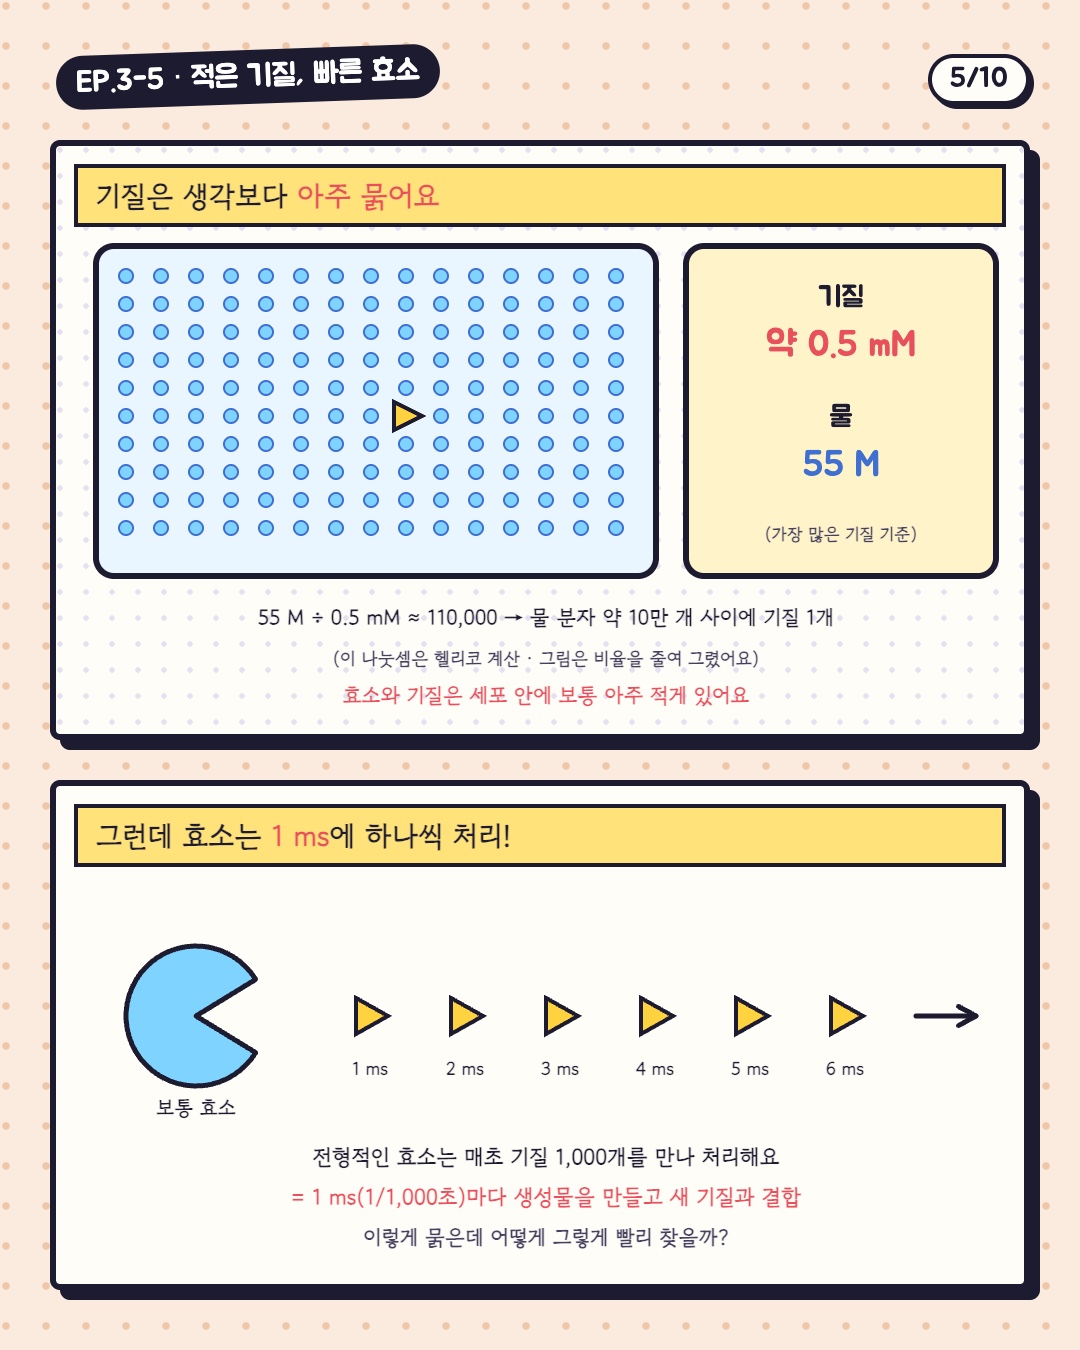 EP.3-5 · 적은 기질, 빠른 효소
5/10
기질은 생각보다 아주 묽어요
기질
약 0.5 mM
물
55 M
(가장 많은 기질 기준)
55 M ÷ 0.5 mM ≈ 110,000 → 물 분자 약 10만 개 사이에 기질 1개
(이 나눗셈은 헬리코 계산 · 그림은 비율을 줄여 그렸어요)
효소와 기질은 세포 안에 보통 아주 적게 있어요
그런데 효소는 1 ms에 하나씩 처리!
1 ms 2 ms 3 ms 4 ms 5 ms 6 ms
보통 효소
전형적인 효소는 매초 기질 1,000개를 만나 처리해요
= 1 ms(1/1,000초)마다 생성물을 만들고 새 기질과 결합
이렇게 묽은데 어떻게 그렇게 빨리 찾을까?